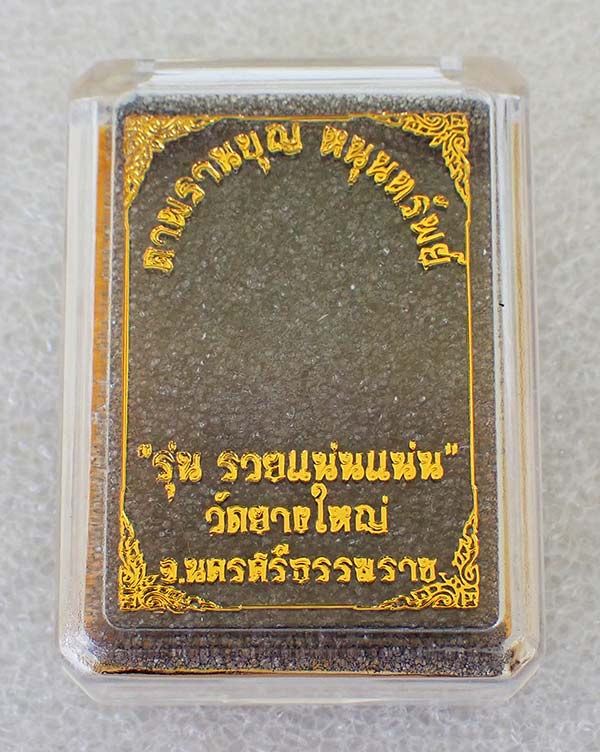 ตาพรานบุญ หนุนทรัพย์
"รุ่น รวยแน่นแน่น"
วัดยางใหญ่
จ.นครศรีธรรมราช